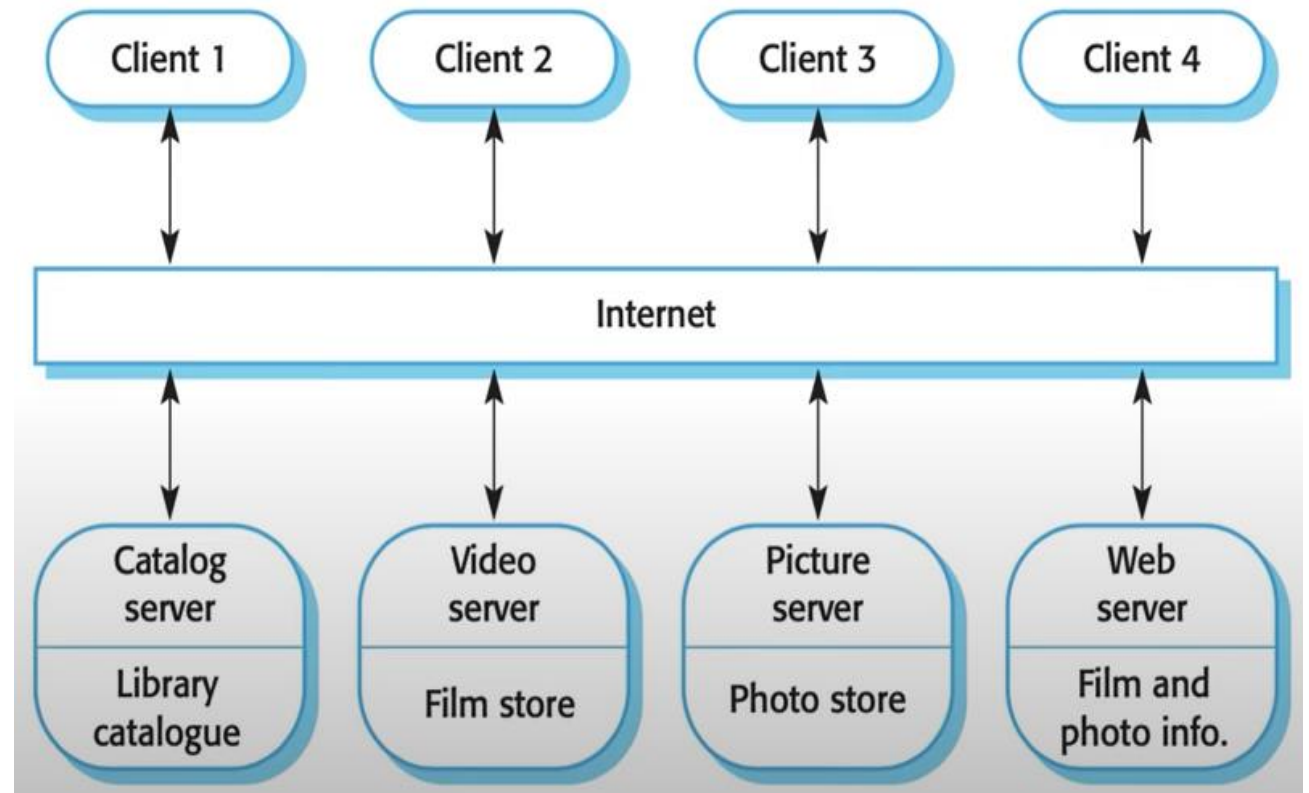 Client 1
Client 2
Client 3
Client 4
Internet
Catalog
server
Library
catalogue
Video
server
Film store
Picture
server
Photo store
Web
server
Film and
photo info.